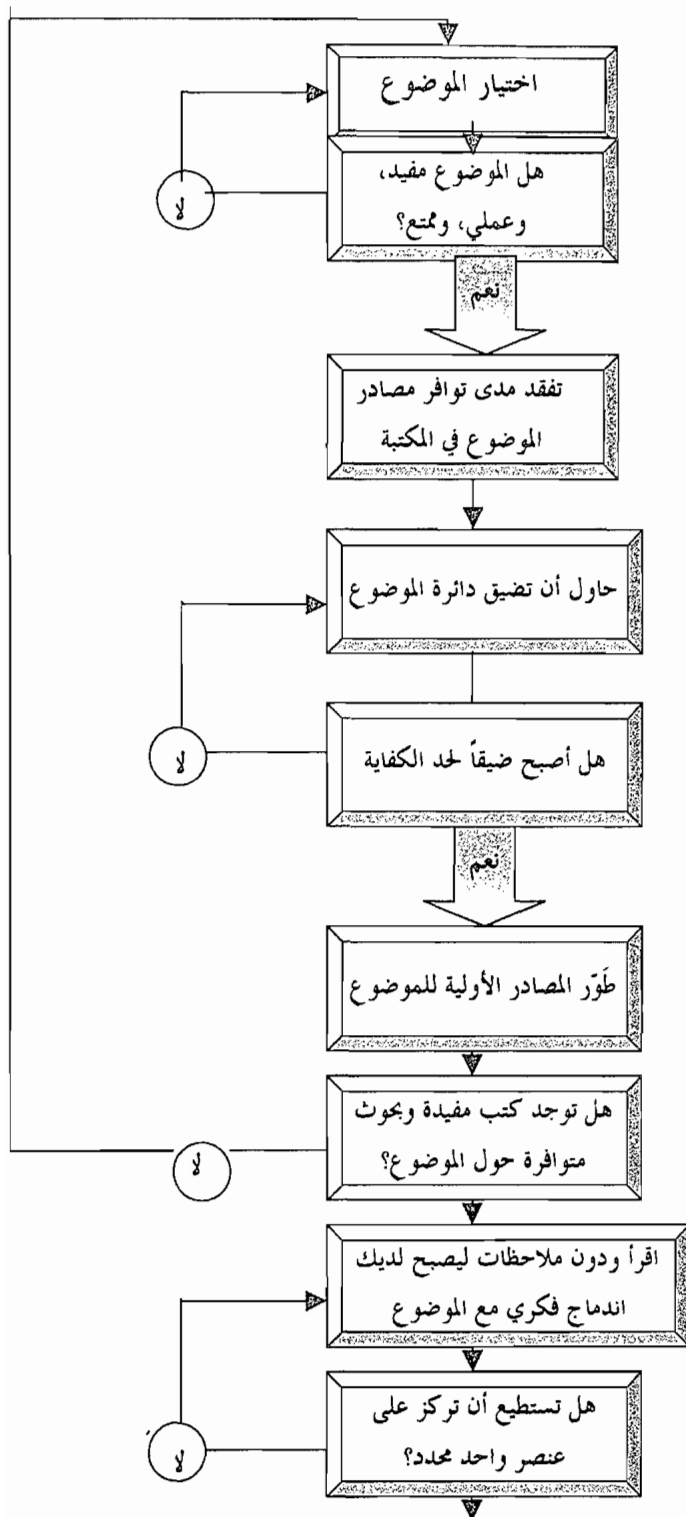 اختيار الموضوع
هل الموضوع مفيد،
وعملي، وممتع؟
لا
نعم
تفقد مدى توافر مصادر
الموضوع في المكتبة
حاول أن تضيق دائرة الموضوع
هل أصبح ضيقاً لحد الكفاية
لا
نعم
طَوّر المصادر الأولية للموضوع
هل توجد كتب مفيدة وبحوث
متوافرة حول الموضوع؟
لا
اقرأ ودون ملاحظات ليصبح لديك
اندماج فكري مع الموضوع
هل تستطيع أن تركز على
عنصر واحد محدد؟
لا